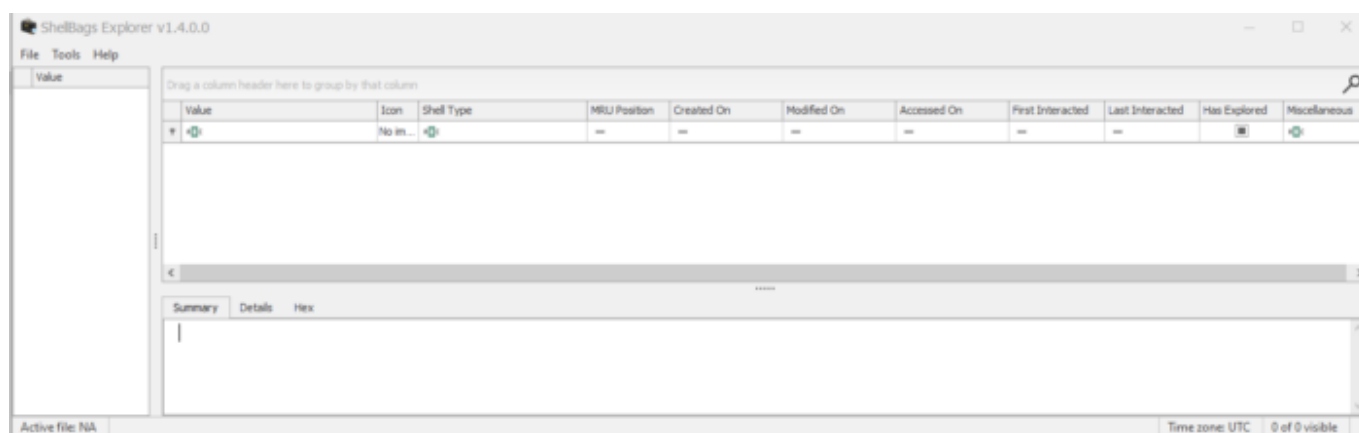 ShellBags Explorer v1.4.0.0
File Tools Help
Value
Drag a column header here to group by that column
Value Icon Shell Type MRU Position Created On Modified On Accessed On First Interacted Last Interacted Has Explored Miscellaneous
No im...
Summary Details Hex
Active file: NA Time zone: UTC 0 of 0 visible